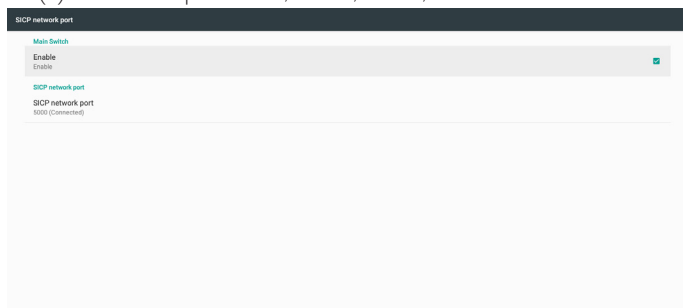 SICP network port
Main Switch
Enable
Enable
SICP network port
SICP network port
5000 (Connected)